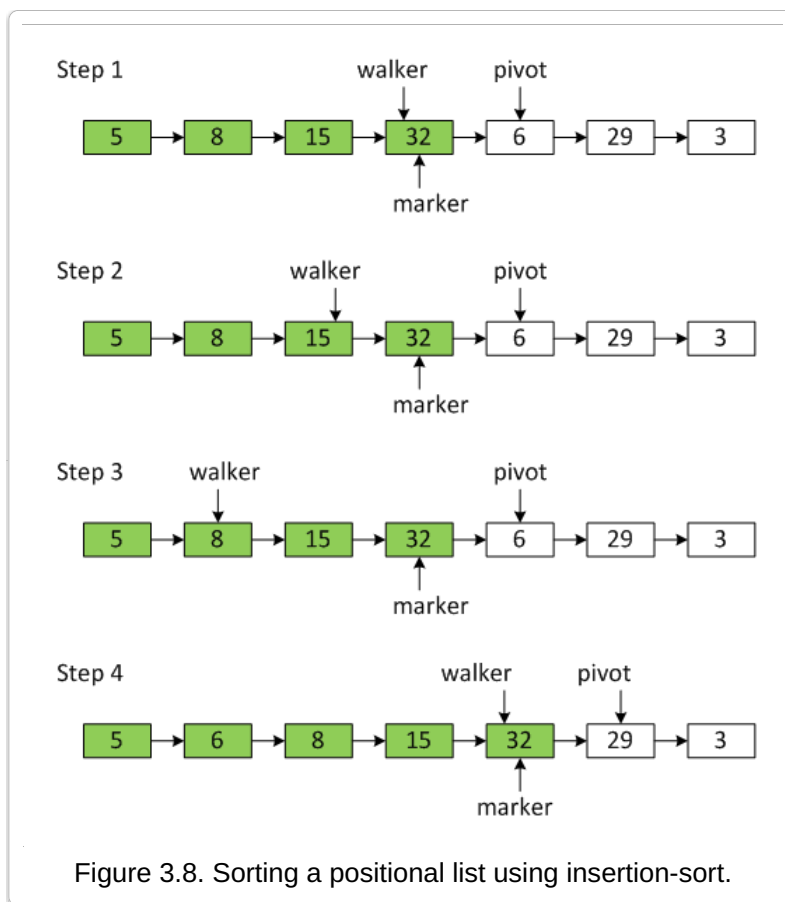 Step 1
walker pivot
5 8 15 32 6 29 3
marker
Step 2
walker pivot
5 8 15 32 6 29 3
marker
Step 3
walker pivot
5 8 15 32 6 29 3
marker
Step 4
walker pivot
5 6 8 15 32 29 3
marker
Figure 3.8. Sorting a positional list using insertion-sort.